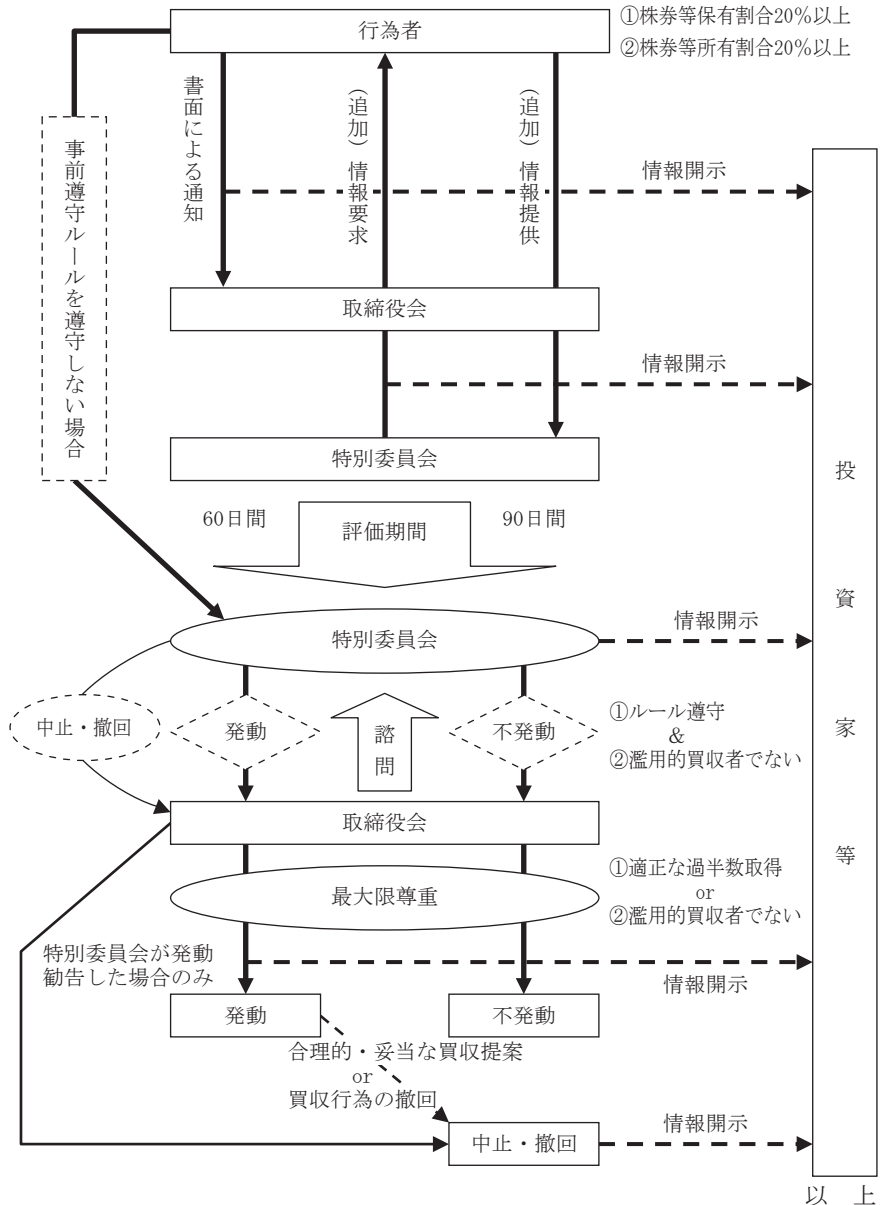 行為者
①株券等保有割合20%以上
②株券等所有割合20%以上
書面による通知
(追加)情報要求
(追加)情報提供
事前遵守ルールを遵守しない場合
情報開示
取締役会
情報開示
特別委員会
投資家等
60日間
評価期間
90日間
特別委員会
情報開示
中止・撤回
発動
諮問
不発動
①ルール遵守
&
②濫用的買収者でない
取締役会
最大限尊重
①適正な過半数取得
or
②濫用的買収者でない
特別委員会が発動
勧告した場合のみ
情報開示
発動
不発動
合理的・妥当な買収提案
or
買収行為の撤回
中止・撤回
情報開示
以 上